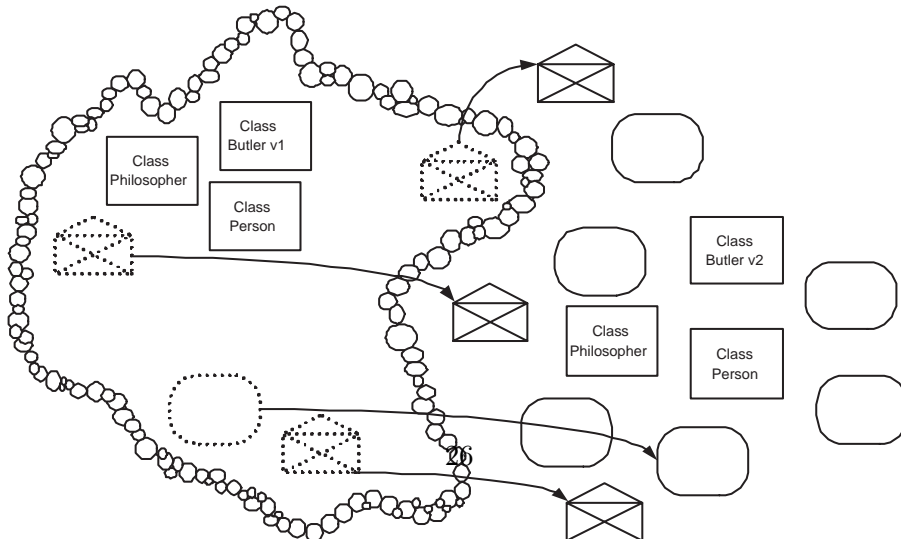 Class
Butler v1
Class
Philosopher
Class
Person
Class
Butler v2
Class
Philosopher
Class
Person